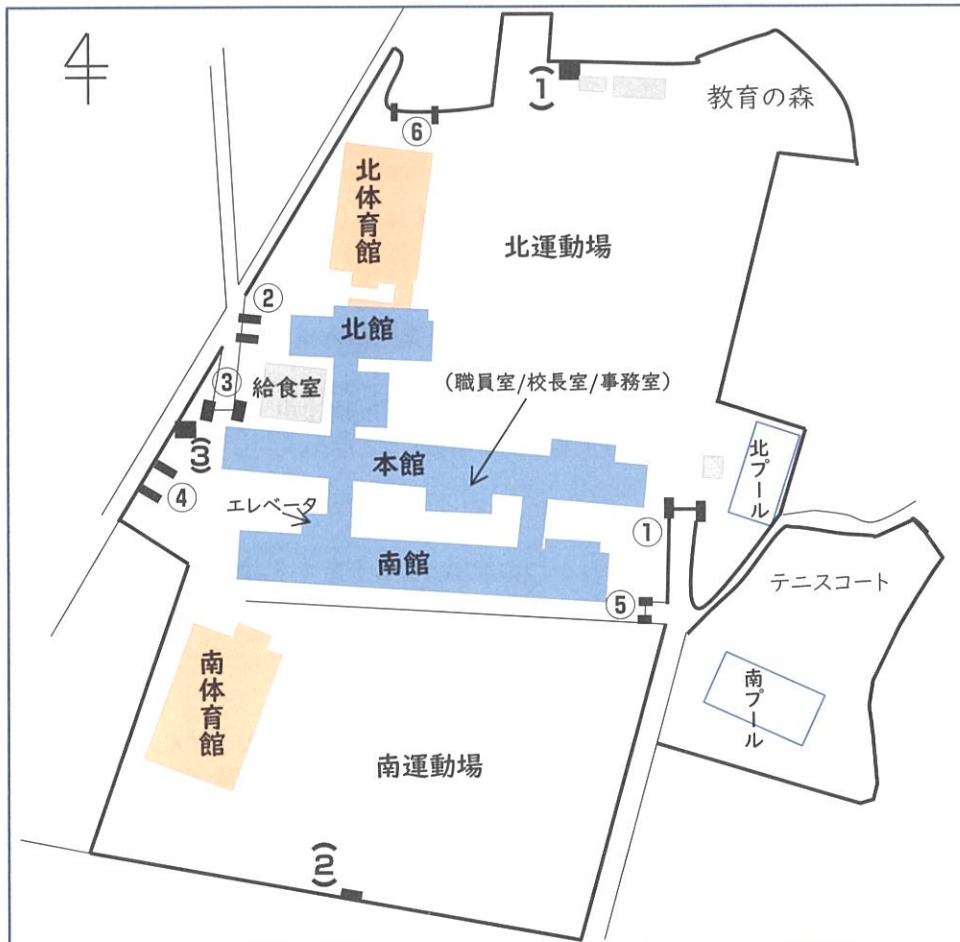 (1)
教育の森
⑥
北体育館
北運動場
②
北館
③
給食室
(職員室/校長室/事務室)
(3)
本館
北プール
④
エレベータ
①
南館
テニスコート
⑤
南体育館
南プール
南運動場
(2)